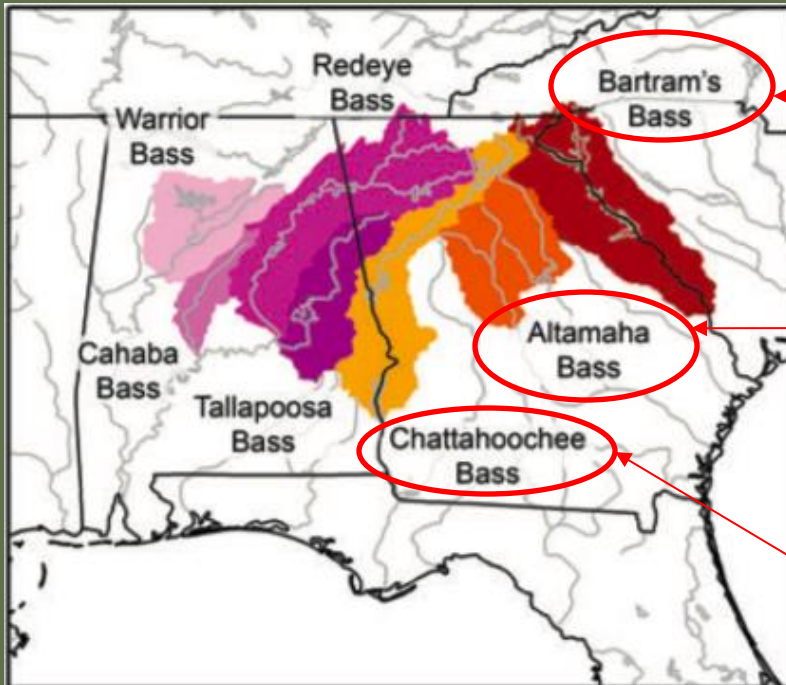 Redeye
Bass
Bartram's
Bass
Warrior
Bass
Altamaha
Bass
Cahaba
Bass
Tallapoosa
Bass
Chattahoochee
Bass